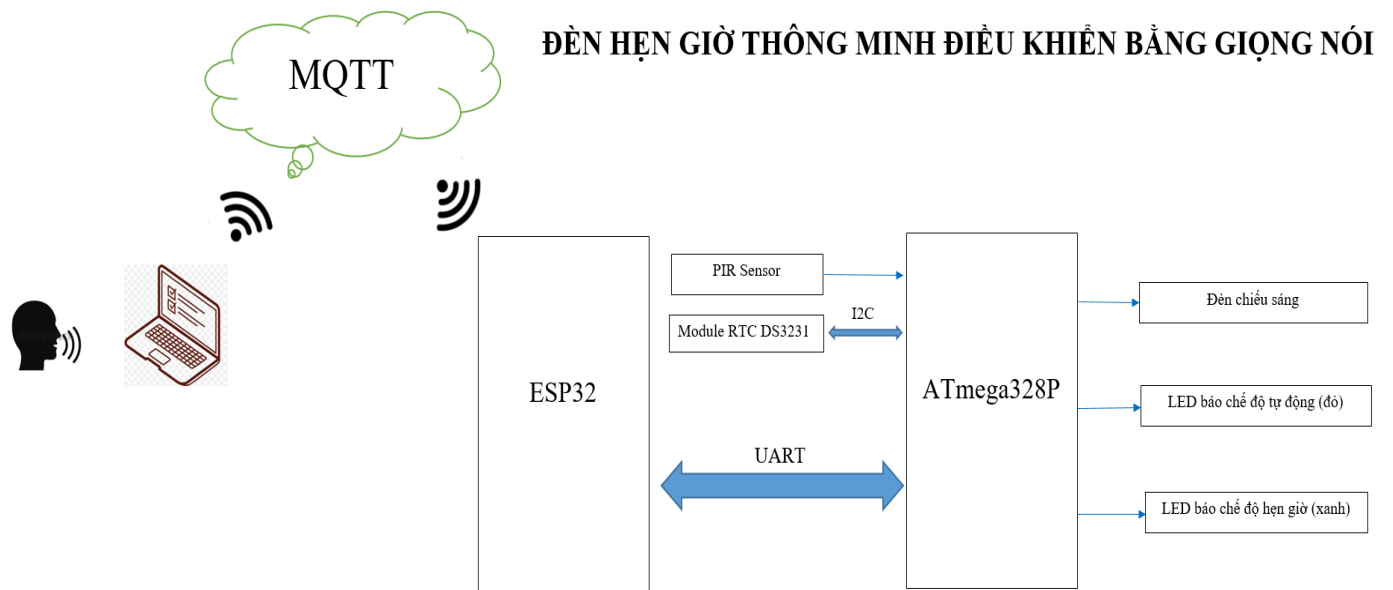 ĐÈN HẸN GIỜ THÔNG MINH ĐIỀU KHIỂN BẰNG GIỌNG NÓI
MQTT
PIR Sensor
I2C
Module RTC DS3231
Đèn chiếu sáng
ESP32
ATmega328P
LED báo chế độ tự động (đỏ)
UART
LED báo chế độ hẹn giờ (xanh)